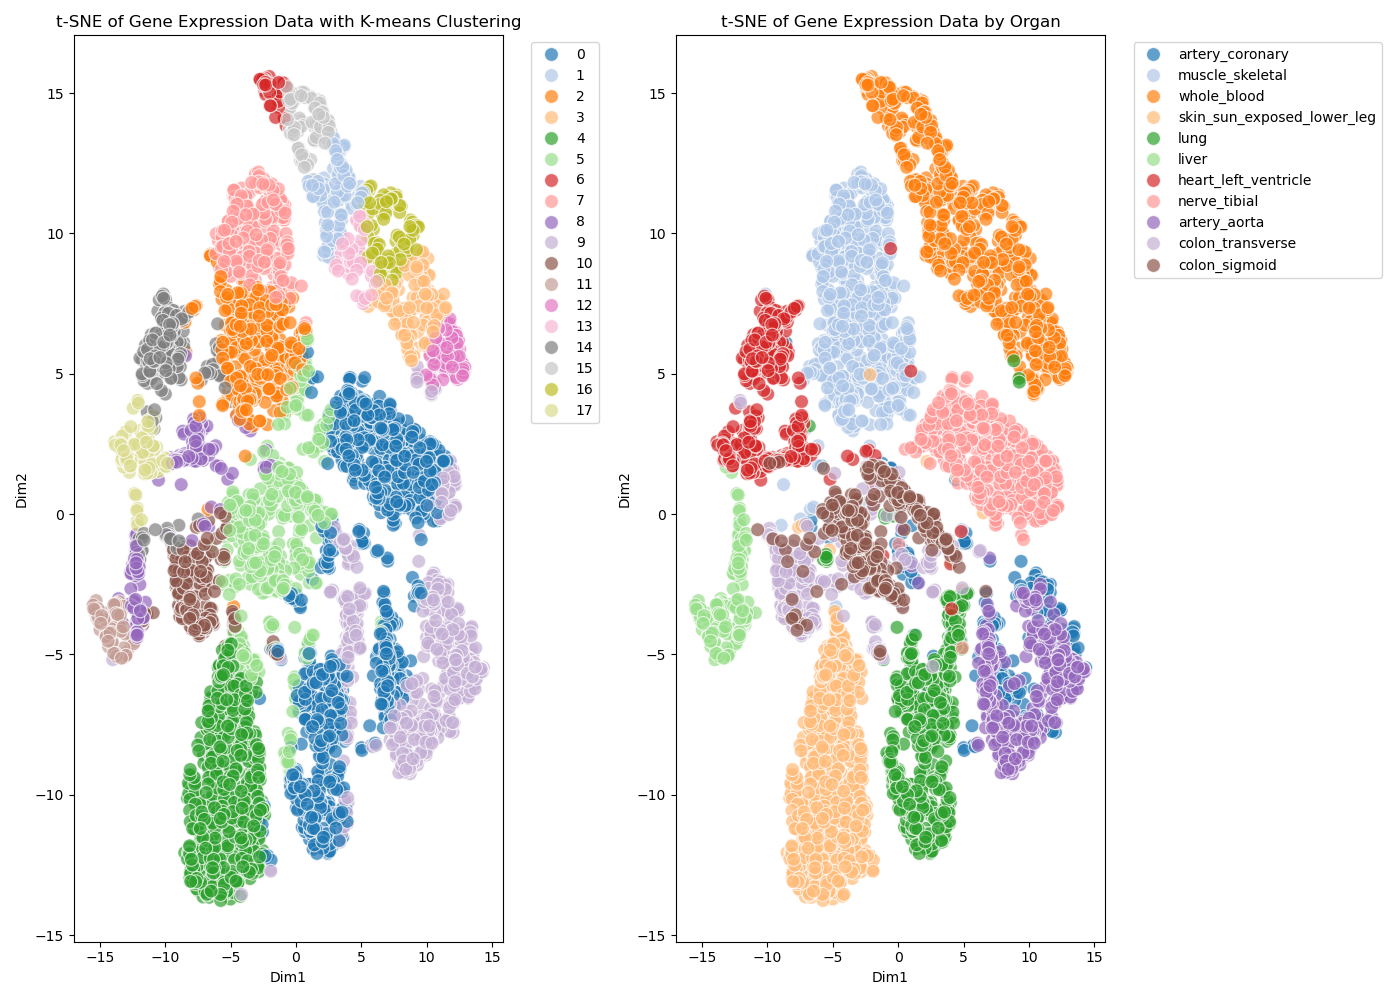 t-SNE of Gene Expression Data with K-means Clustering
15
10
5
0
−5
−10
−15
Dim2
−15 −10 −5 0 5 10 15
Dim1
0
1
2
3
4
5
6
7
8
9
10
11
12
13
14
15
16
17
t-SNE of Gene Expression Data by Organ
15
10
5
0
−5
−10
−15
Dim2
−15 −10 −5 0 5 10 15
Dim1
artery_coronary
muscle_skeletal
whole_blood
skin_sun_exposed_lower_leg
lung
liver
heart_left_ventricle
nerve_tibial
artery_aorta
colon_transverse
colon_sigmoid